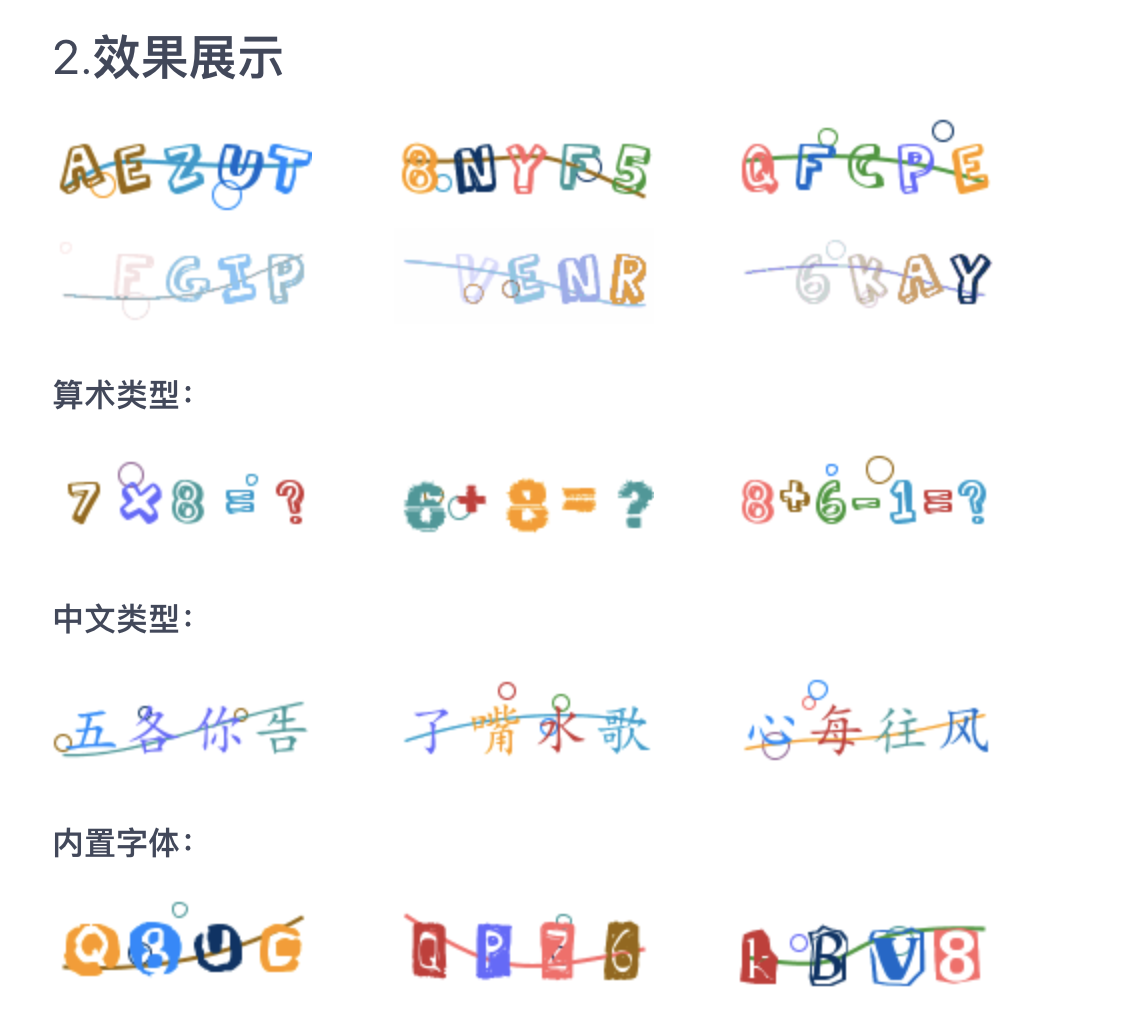 2.效果展示
AEZUT 8NYF5 QFCPE
FGIP VENR 6KAY
算术类型：
7×8=? 6+8=? 8+6-1=?
中文类型：
五各你告 子嘴水歌 心每往风
内置字体：
Q8UC QPZ6 kBV8